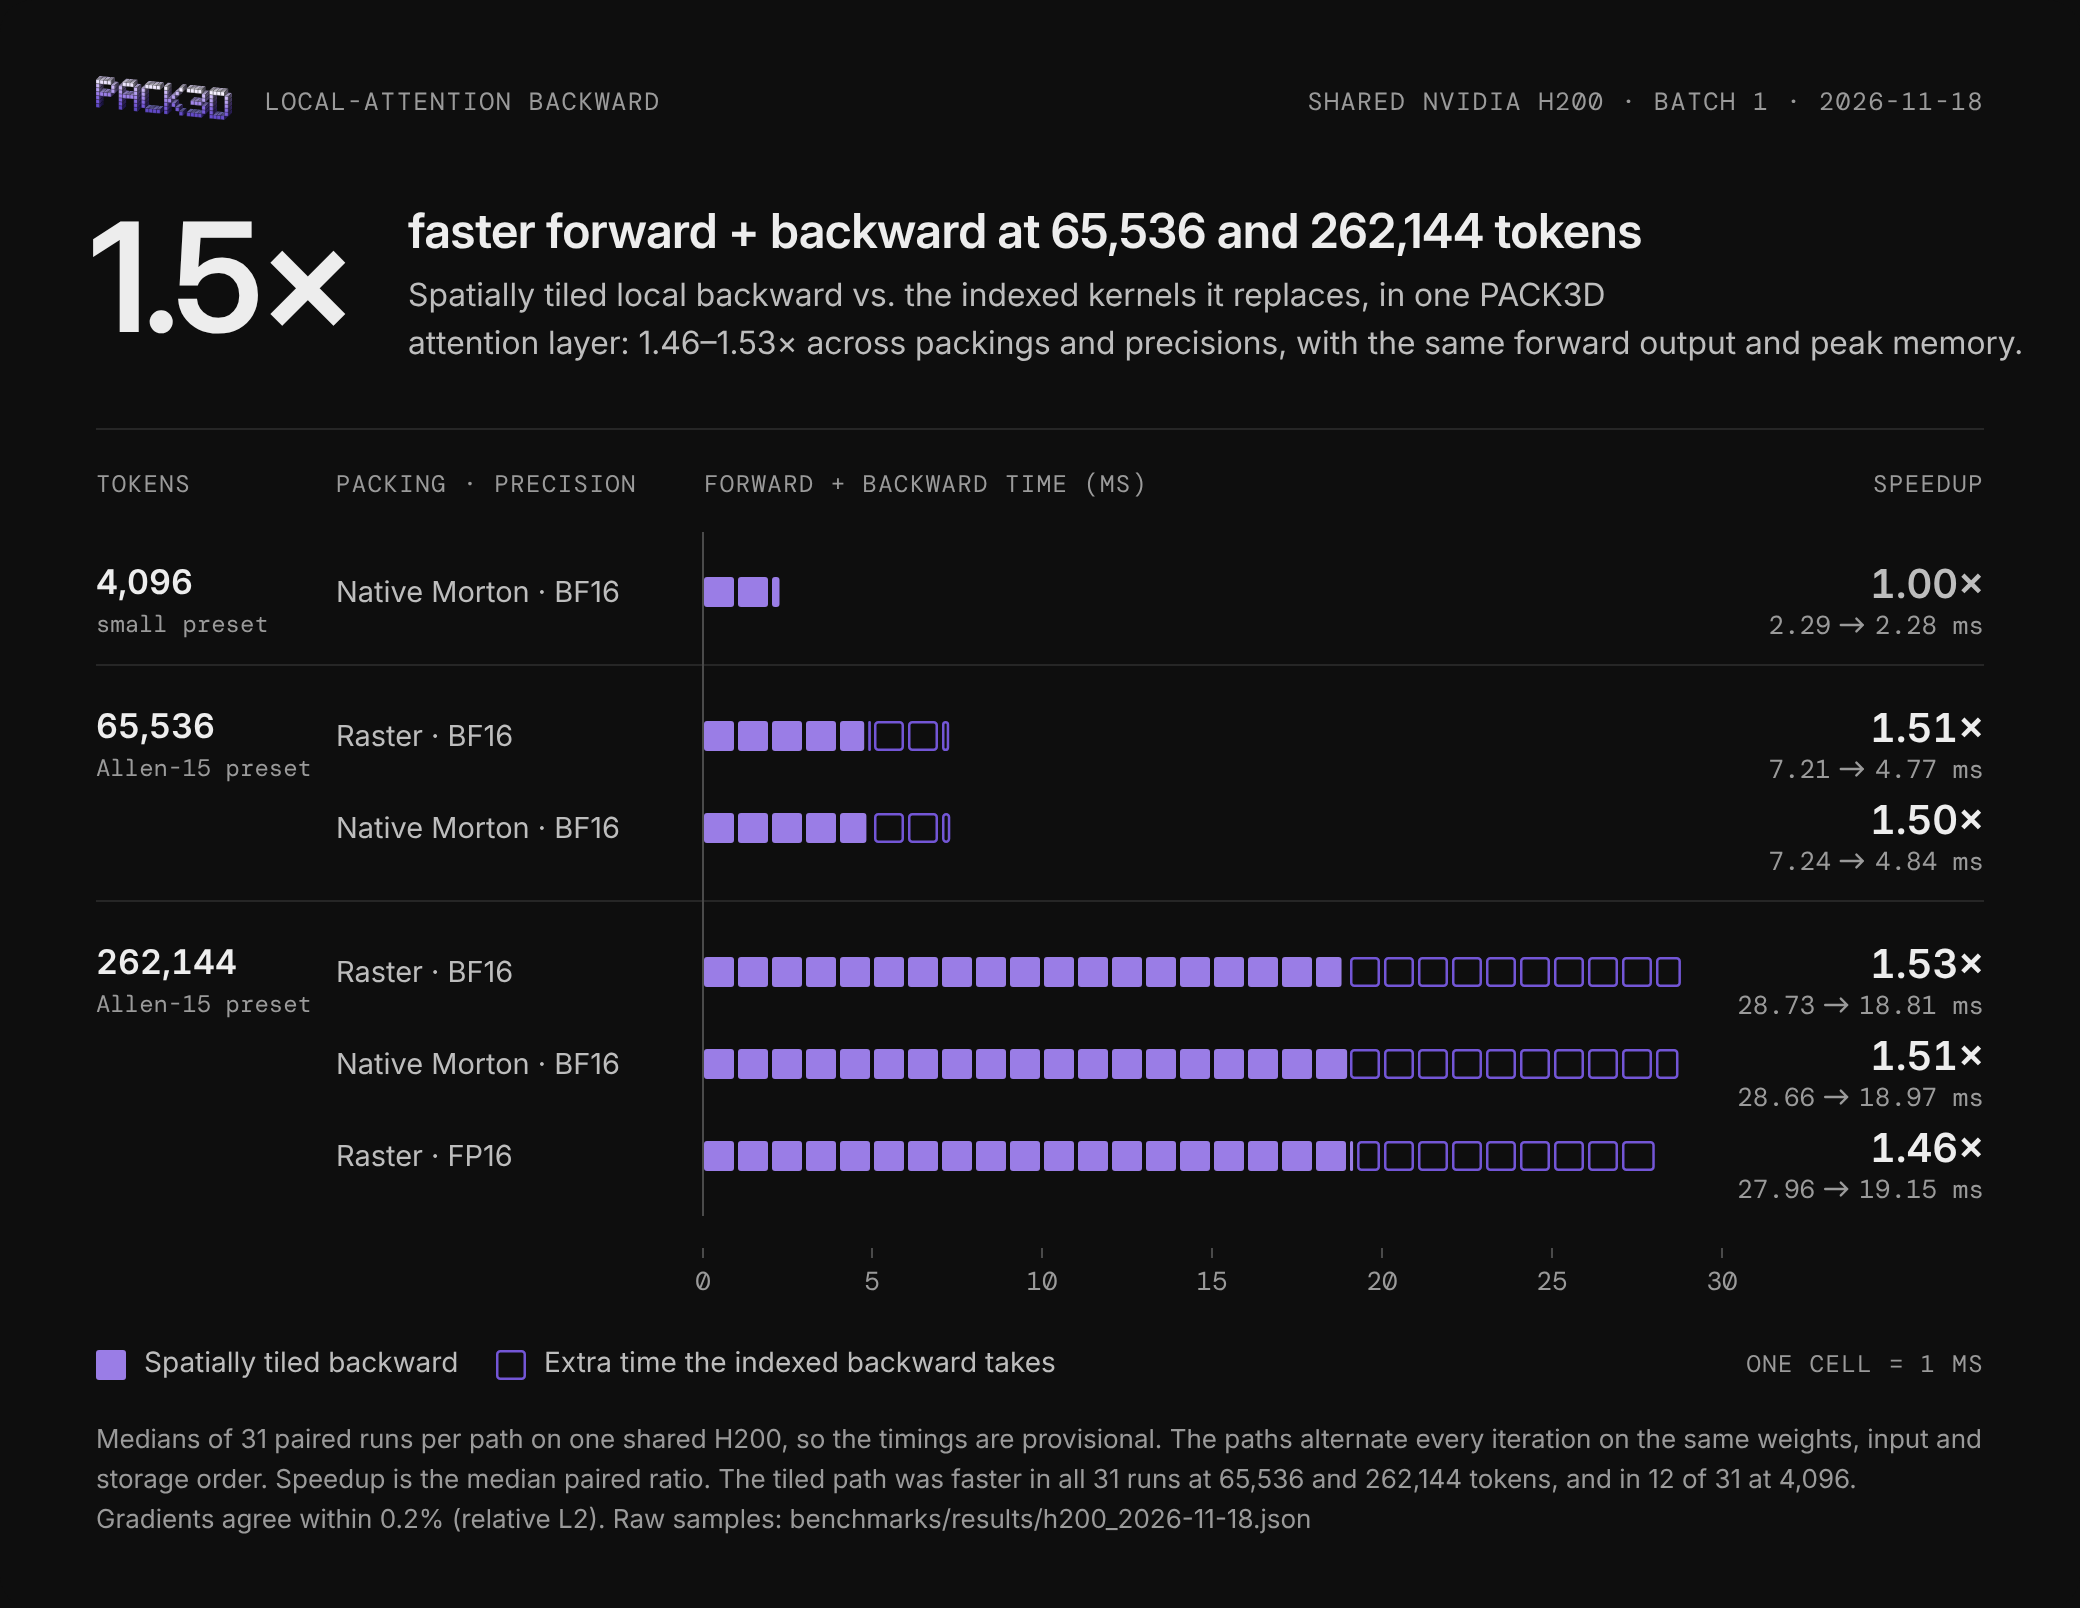 PACK3D LOCAL-ATTENTION BACKWARD SHARED NVIDIA H200 · BATCH 1 · 2026-11-18
1.5×
faster forward + backward at 65,536 and 262,144 tokens
Spatially tiled local backward vs. the indexed kernels it replaces, in one PACK3D
attention layer: 1.46–1.53× across packings and precisions, with the same forward output and peak memory.
TOKENS PACKING · PRECISION FORWARD + BACKWARD TIME (MS) SPEEDUP
4,096 Native Morton · BF16 1.00×
small preset 2.29 → 2.28 ms
65,536 Raster · BF16 1.51×
Allen-15 preset 7.21 → 4.77 ms
Native Morton · BF16 1.50×
7.24 → 4.84 ms
262,144 Raster · BF16 1.53×
Allen-15 preset 28.73 → 18.81 ms
Native Morton · BF16 1.51×
28.66 → 18.97 ms
Raster · FP16 1.46×
27.96 → 19.15 ms
0 5 10 15 20 25 30
Spatially tiled backward Extra time the indexed backward takes ONE CELL = 1 MS
Medians of 31 paired runs per path on one shared H200, so the timings are provisional. The paths alternate every iteration on the same weights, input and
storage order. Speedup is the median paired ratio. The tiled path was faster in all 31 runs at 65,536 and 262,144 tokens, and in 12 of 31 at 4,096.
Gradients agree within 0.2% (relative L2). Raw samples: benchmarks/results/h200_2026-11-18.json